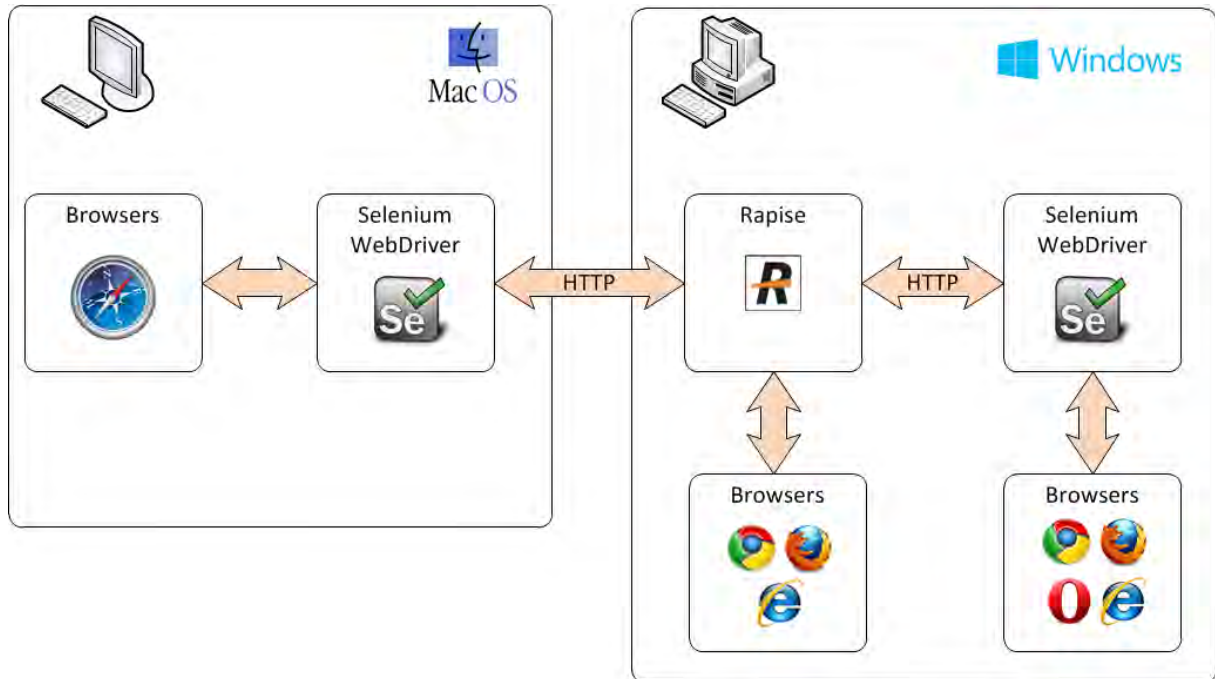 Mac OS
Windows
Browsers
Selenium
WebDriver
Se
HTTP
Rapise
R
HTTP
Selenium
WebDriver
Se
Browsers
Browsers